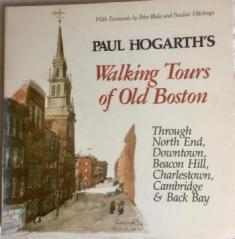 With Forewords by Peter Blake and Sinclair Hitchings
PAUL HOGARTH'S
Walking Tours
of Old Boston
Through
North End,
Downtown,
Beacon Hill,
Charlestown,
Cambridge
& Back Bay